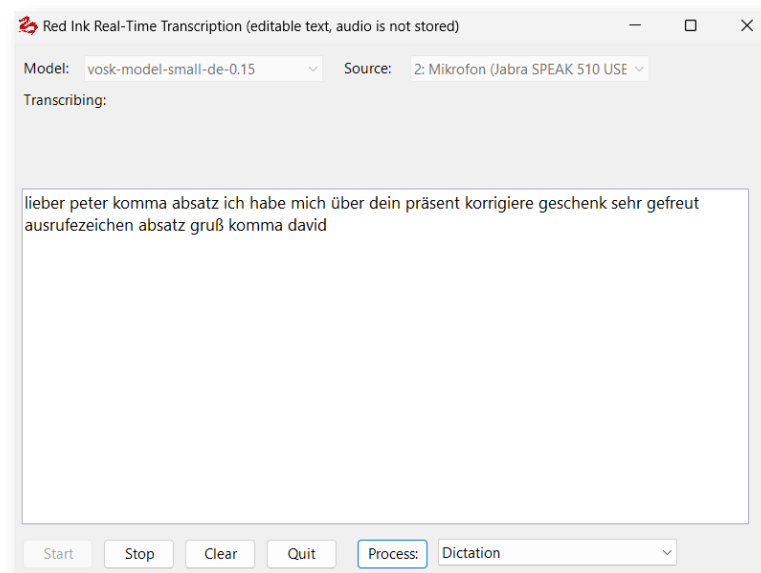 Red Ink Real-Time Transcription (editable text, audio is not stored)
Model: vosk-model-small-de-0.15 Source: 2: Mikrofon (Jabra SPEAK 510 USE
Transcribing:
lieber peter komma absatz ich habe mich über dein präsent korrigiere geschenk sehr gefreut
ausrufezeichen absatz gruß komma david
Start Stop Clear Quit Process: Dictation